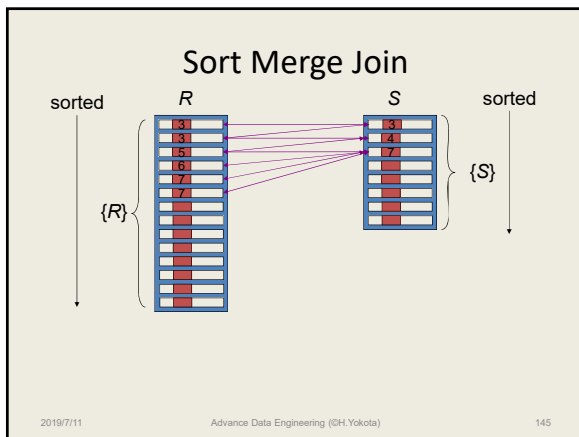 Sort Merge Join
sorted
R
S
sorted
3
3
5
6
7
7
3
4
7
{R}
{S}
2019/7/11
Advance Data Engineering (©H.Yokota)
145